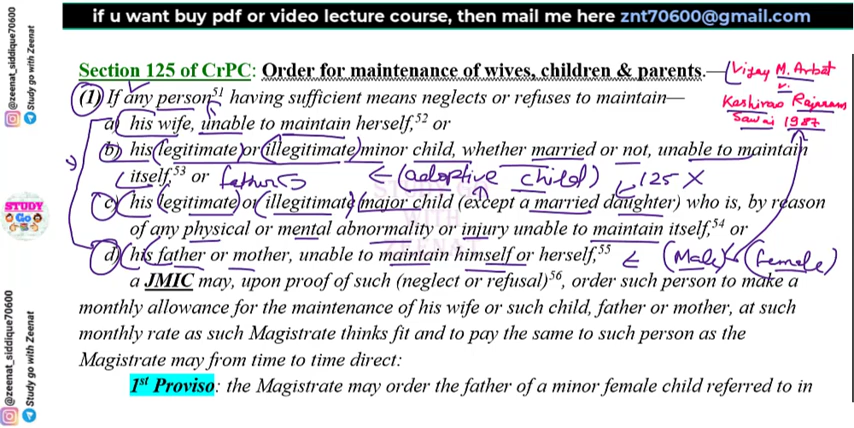 if u want buy pdf or video lecture course, then mail me here znt70600@gmail.com
@zeenat_siddique70600
Study go with Zeenat
STUDY
Go
@zeenat_siddique70600
Study go with Zeenat
Section 125 of CrPC: Order for maintenance of wives, children & parents.—(Vijay M. Arbat
v.
Kashirao Rajaram
Sawai 1987
(1) If any person51 having sufficient means neglects or refuses to maintain—
a) his wife, unable to maintain herself,52 or
b) his (legitimate) or (illegitimate) minor child, whether married or not, unable to maintain
itself,53 or father (adoptive child) 125 X
c) his (legitimate) or (illegitimate) major child (except a married daughter) who is, by reason
of any physical or mental abnormality or injury unable to maintain itself,54 or
d) his father or mother, unable to maintain himself or herself,55 (Male) (female)
a JMIC may, upon proof of such (neglect or refusal)56, order such person to make a
monthly allowance for the maintenance of his wife or such child, father or mother, at such
monthly rate as such Magistrate thinks fit and to pay the same to such person as the
Magistrate may from time to time direct:
1st Proviso: the Magistrate may order the father of a minor female child referred to in
STUDY GO
WITH
ZEENAT